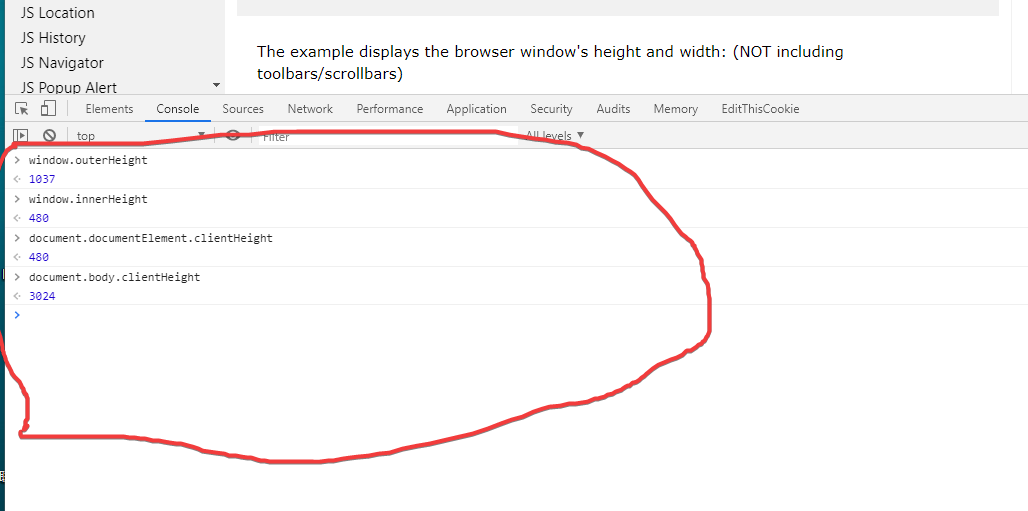 JS Location
JS History
JS Navigator
JS Popup Alert
The example displays the browser window's height and width: (NOT including
toolbars/scrollbars)
Elements Console Sources Network Performance Application Security Audits Memory EditThisCookie
top Filter All levels
window.outerHeight
1037
window.innerHeight
480
document.documentElement.clientHeight
480
document.body.clientHeight
3024